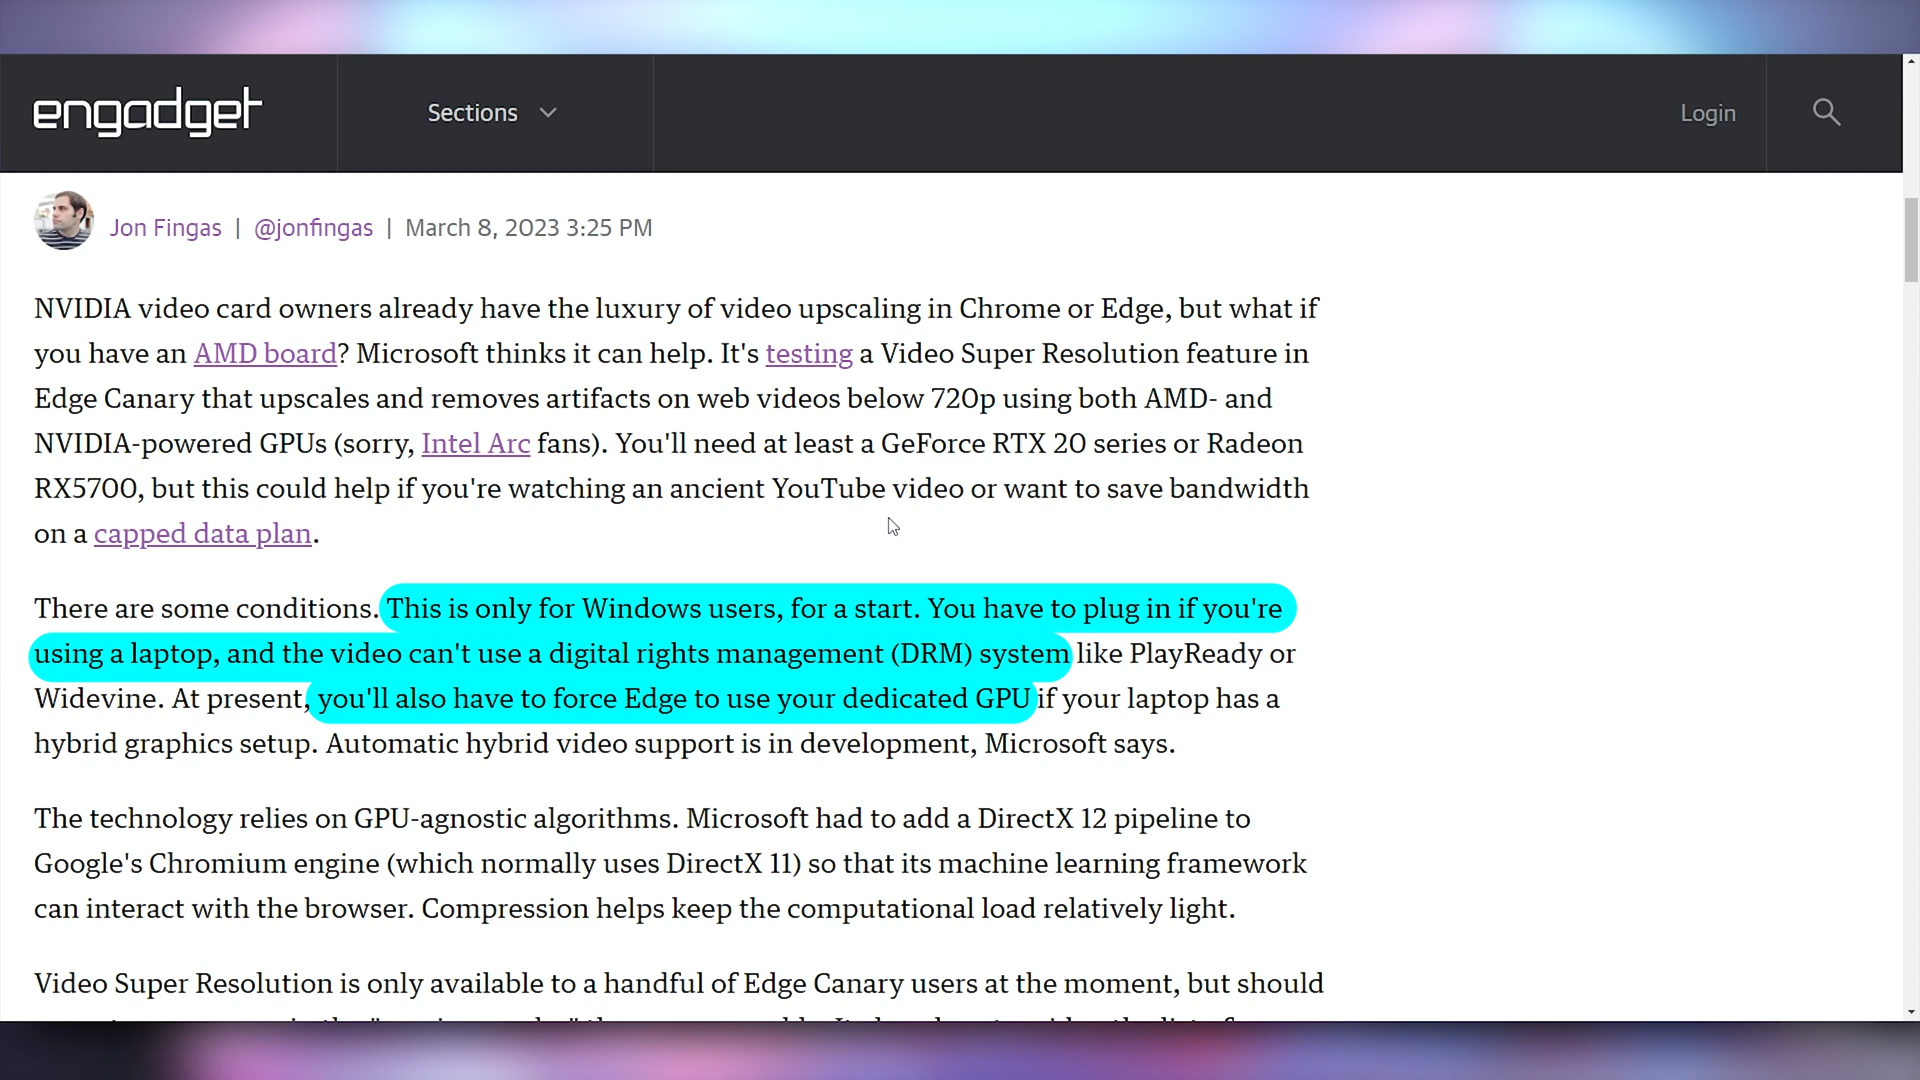 engadget
Sections
Login
Jon Fingas | @jonfingas | March 8, 2023 3:25 PM
NVIDIA video card owners already have the luxury of video upscaling in Chrome or Edge, but what if
you have an AMD board? Microsoft thinks it can help. It's testing a Video Super Resolution feature in
Edge Canary that upscales and removes artifacts on web videos below 720p using both AMD- and
NVIDIA-powered GPUs (sorry, Intel Arc fans). You'll need at least a GeForce RTX 20 series or Radeon
RX5700, but this could help if you're watching an ancient YouTube video or want to save bandwidth
on a capped data plan.
There are some conditions. This is only for Windows users, for a start. You have to plug in if you're
using a laptop, and the video can't use a digital rights management (DRM) system like PlayReady or
Widevine. At present, you'll also have to force Edge to use your dedicated GPU if your laptop has a
hybrid graphics setup. Automatic hybrid video support is in development, Microsoft says.
The technology relies on GPU-agnostic algorithms. Microsoft had to add a DirectX 12 pipeline to
Google's Chromium engine (which normally uses DirectX 11) so that its machine learning framework
can interact with the browser. Compression helps keep the computational load relatively light.
Video Super Resolution is only available to a handful of Edge Canary users at the moment, but should